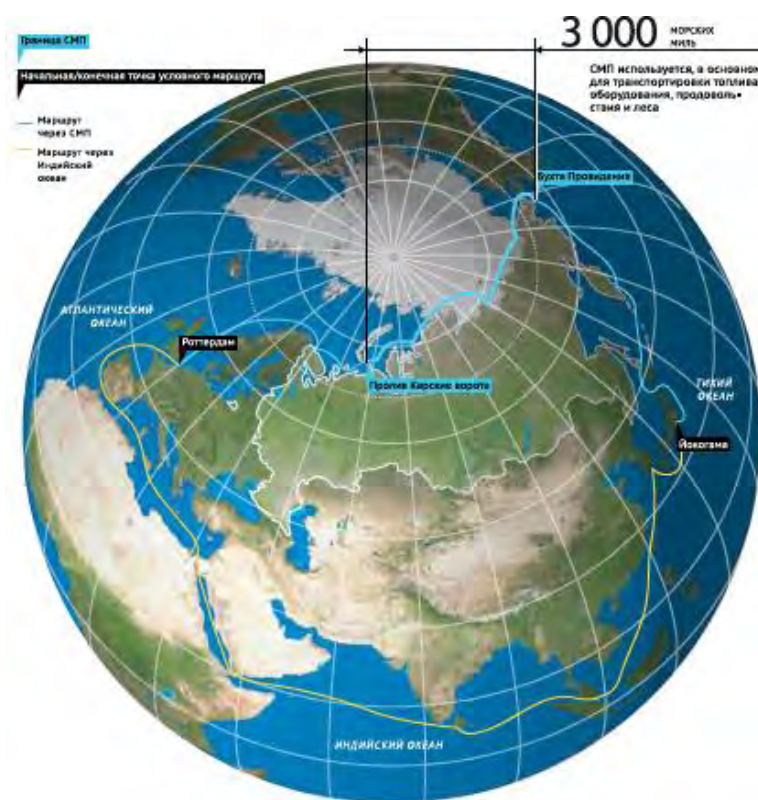 Граница СМП
3 000 МОРСКИХ
МИЛЬ
Начальная/конечная точка условного маршрута
СМП используется, в основном
для транспортировки топлива
оборудования, продоволь-
ствия и леса
Маршрут
через СМП
Маршрут через
Индийский
океан
Бухта Провидения
АТЛАНТИЧЕСКИЙ
ОКЕАН
Роттердам
Пролив Кирские ворота
ТИХИЙ
ОКЕАН
Йокогама
ИНДИЙСКИЙ ОКЕАН